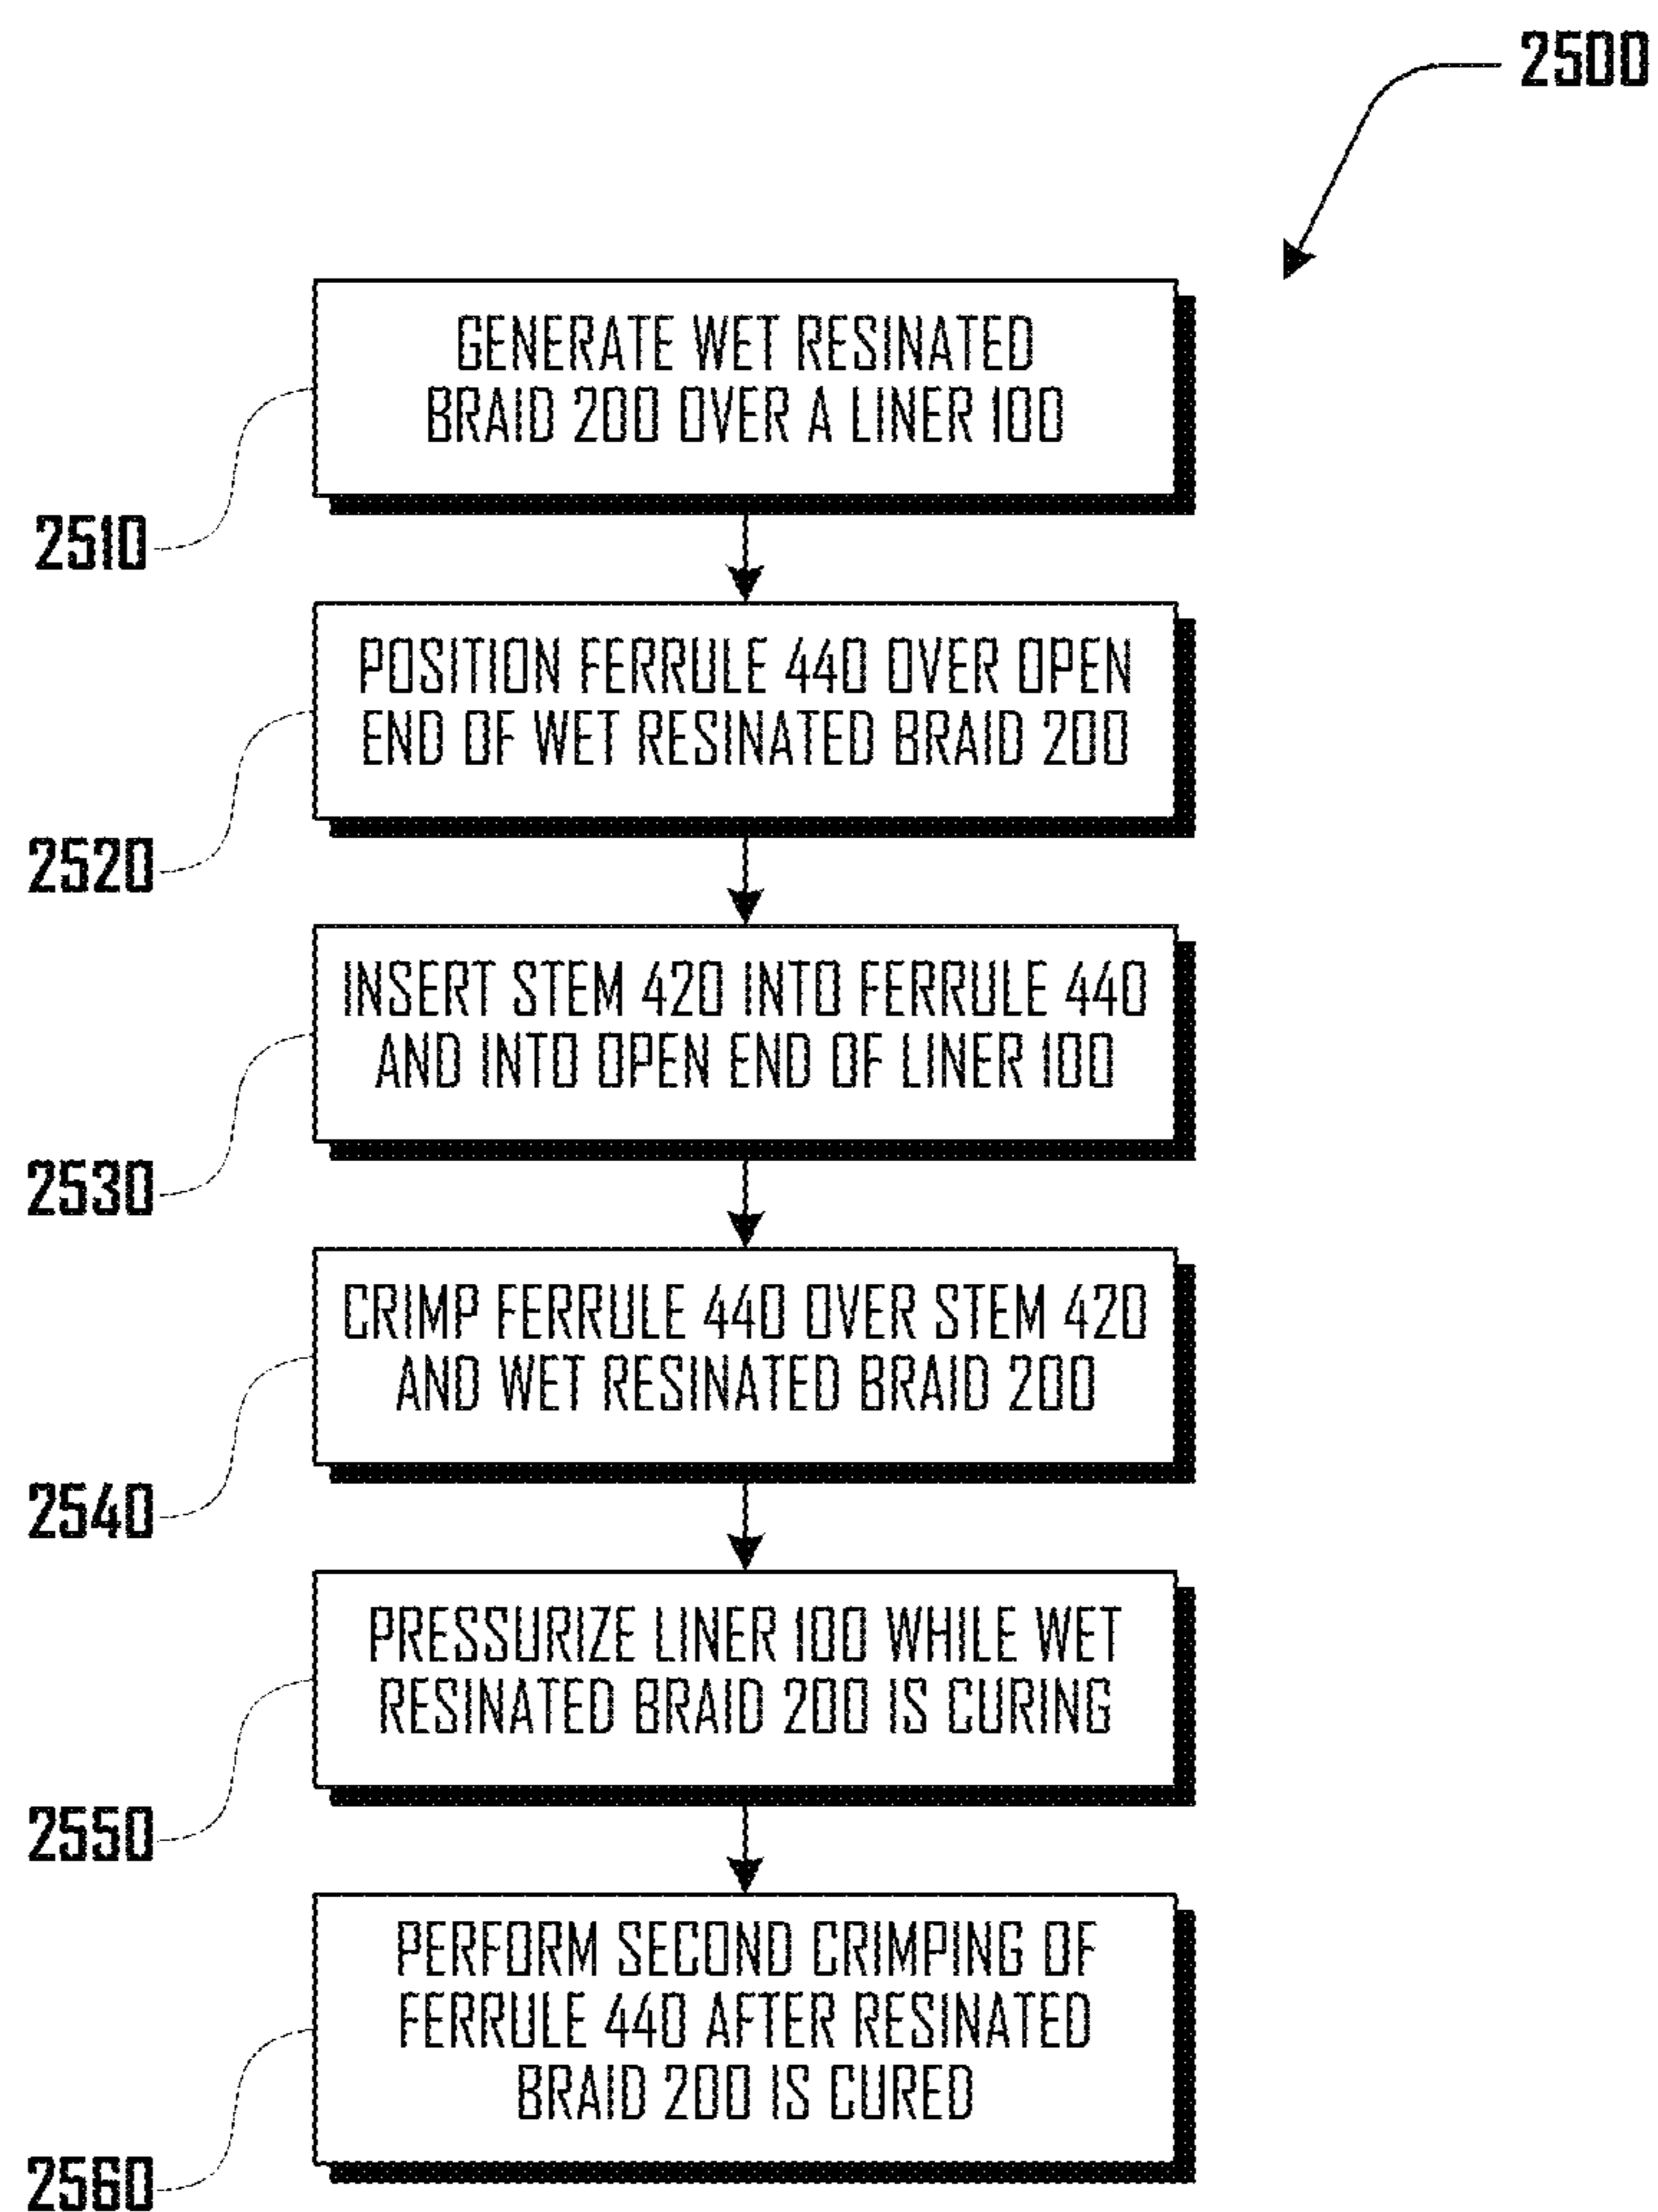 2500
GENERATE WET RESINATED
BRAID 200 OVER A LINER 100
2510
POSITION FERRULE 440 OVER OPEN
END OF WET RESINATED BRAID 200
2520
INSERT STEM 420 INTO FERRULE 440
AND INTO OPEN END OF LINER 100
2530
CRIMP FERRULE 440 OVER STEM 420
AND WET RESINATED BRAID 200
2540
PRESSURIZE LINER 100 WHILE WET
RESINATED BRAID 200 IS CURING
2550
PERFORM SECOND CRIMPING OF
FERRULE 440 AFTER RESINATED
BRAID 200 IS CURED
2560